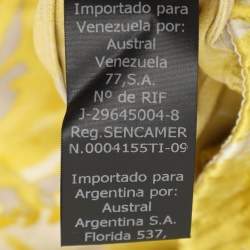 Importado para
Venezuela por:
Austral
Venezuela
77,S.A.
Nº de RIF
J-29645004-8
Reg.SENCAMER
N.0004155TI-09
Importado para
Argentina por:
Austral
Argentina S.A.
Florida 537,